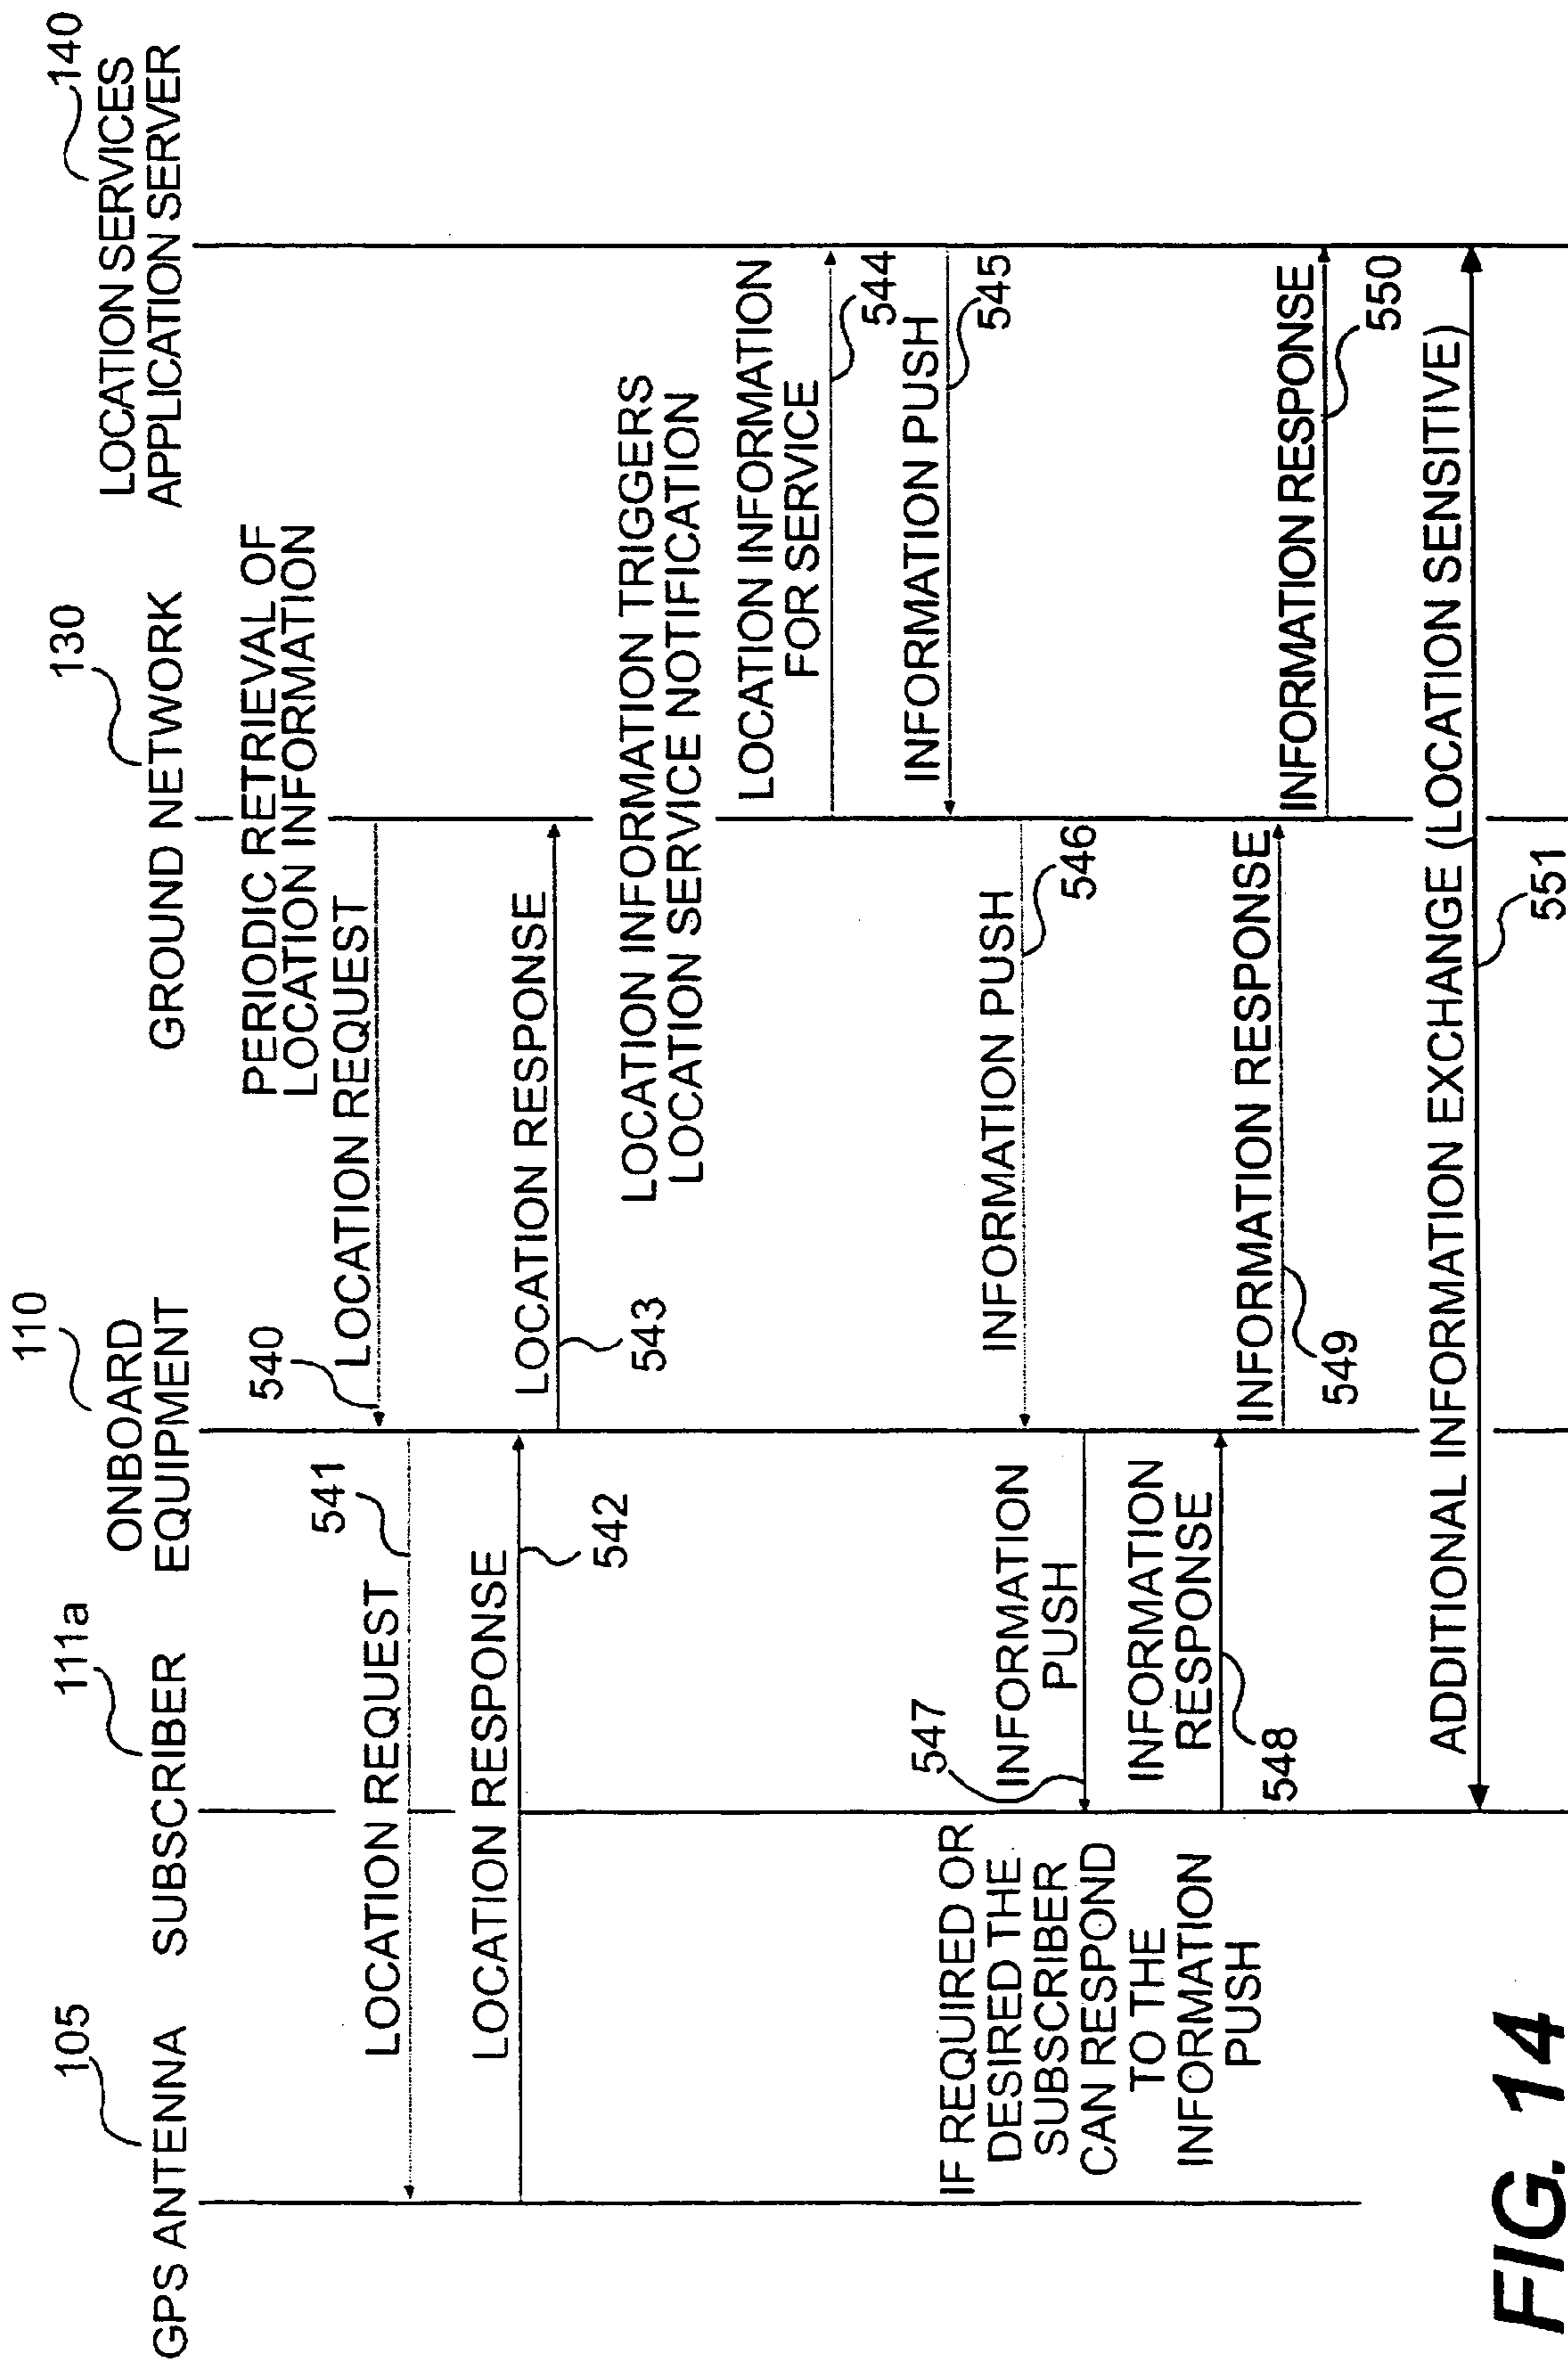 105
GPS ANTENNA
111a
SUBSCRIBER
110
ONBOARD
EQUIPMENT
130
GROUND NETWORK
140
LOCATION SERVICES
APPLICATION SERVER
PERIODIC RETRIEVAL OF
LOCATION INFORMATION
540
LOCATION REQUEST
541
LOCATION REQUEST
LOCATION RESPONSE
542
LOCATION RESPONSE
543
LOCATION INFORMATION TRIGGERS
LOCATION SERVICE NOTIFICATION
LOCATION INFORMATION
FOR SERVICE
544
INFORMATION PUSH
545
INFORMATION PUSH
546
547
INFORMATION
PUSH
IF REQUIRED OR
DESIRED THE
SUBSCRIBER
CAN RESPOND
TO THE
INFORMATION
PUSH
INFORMATION
RESPONSE
548
INFORMATION RESPONSE
549
INFORMATION RESPONSE
550
ADDITIONAL INFORMATION EXCHANGE (LOCATION SENSITIVE)
551
FIG. 14